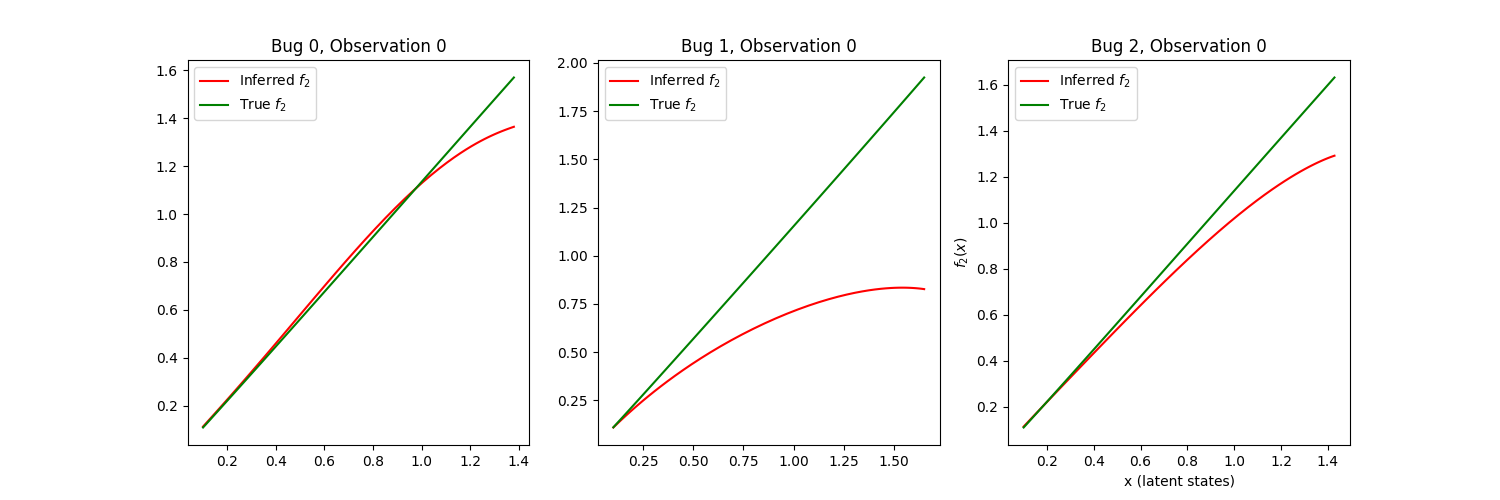 Bug 0, Observation 0
Inferred f₂
True f₂
1.6
1.4
1.2
1.0
0.8
0.6
0.4
0.2
0.2 0.4 0.6 0.8 1.0 1.2 1.4
Bug 1, Observation 0
Inferred f₂
True f₂
2.00
1.75
1.50
1.25
1.00
0.75
0.50
0.25
0.25 0.50 0.75 1.00 1.25 1.50
Bug 2, Observation 0
Inferred f₂
True f₂
f₂(x)
1.6
1.4
1.2
1.0
0.8
0.6
0.4
0.2
0.2 0.4 0.6 0.8 1.0 1.2 1.4
x (latent states)